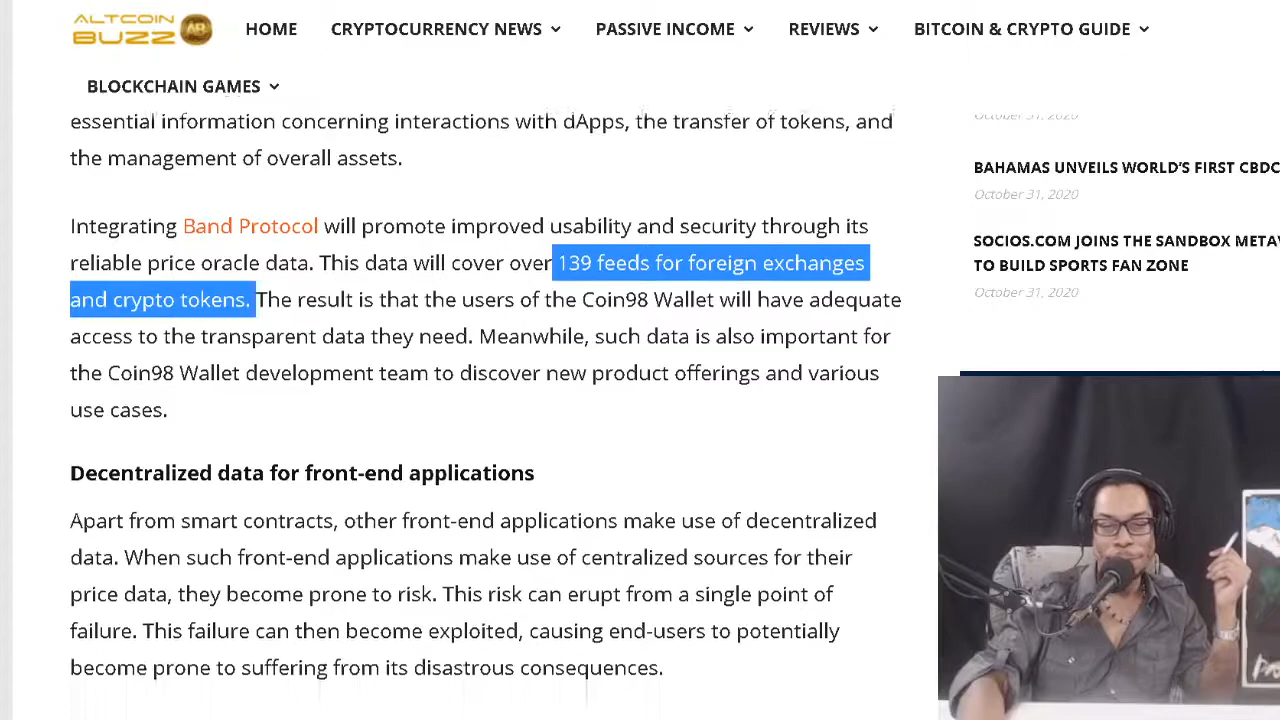 ALTCOIN
BUZZ AB
HOME CRYPTOCURRENCY NEWS PASSIVE INCOME REVIEWS BITCOIN & CRYPTO GUIDE
BLOCKCHAIN GAMES
essential information concerning interactions with dApps, the transfer of tokens, and
the management of overall assets.
Integrating Band Protocol will promote improved usability and security through its
reliable price oracle data. This data will cover over 139 feeds for foreign exchanges
and crypto tokens. The result is that the users of the Coin98 Wallet will have adequate
access to the transparent data they need. Meanwhile, such data is also important for
the Coin98 Wallet development team to discover new product offerings and various
use cases.
Decentralized data for front-end applications
Apart from smart contracts, other front-end applications make use of decentralized
data. When such front-end applications make use of centralized sources for their
price data, they become prone to risk. This risk can erupt from a single point of
failure. This failure can then become exploited, causing end-users to potentially
become prone to suffering from its disastrous consequences.
October 31, 2020
BAHAMAS UNVEILS WORLD'S FIRST CBDC
October 31, 2020
SOCIOS.COM JOINS THE SANDBOX METAV
TO BUILD SPORTS FAN ZONE
October 31, 2020